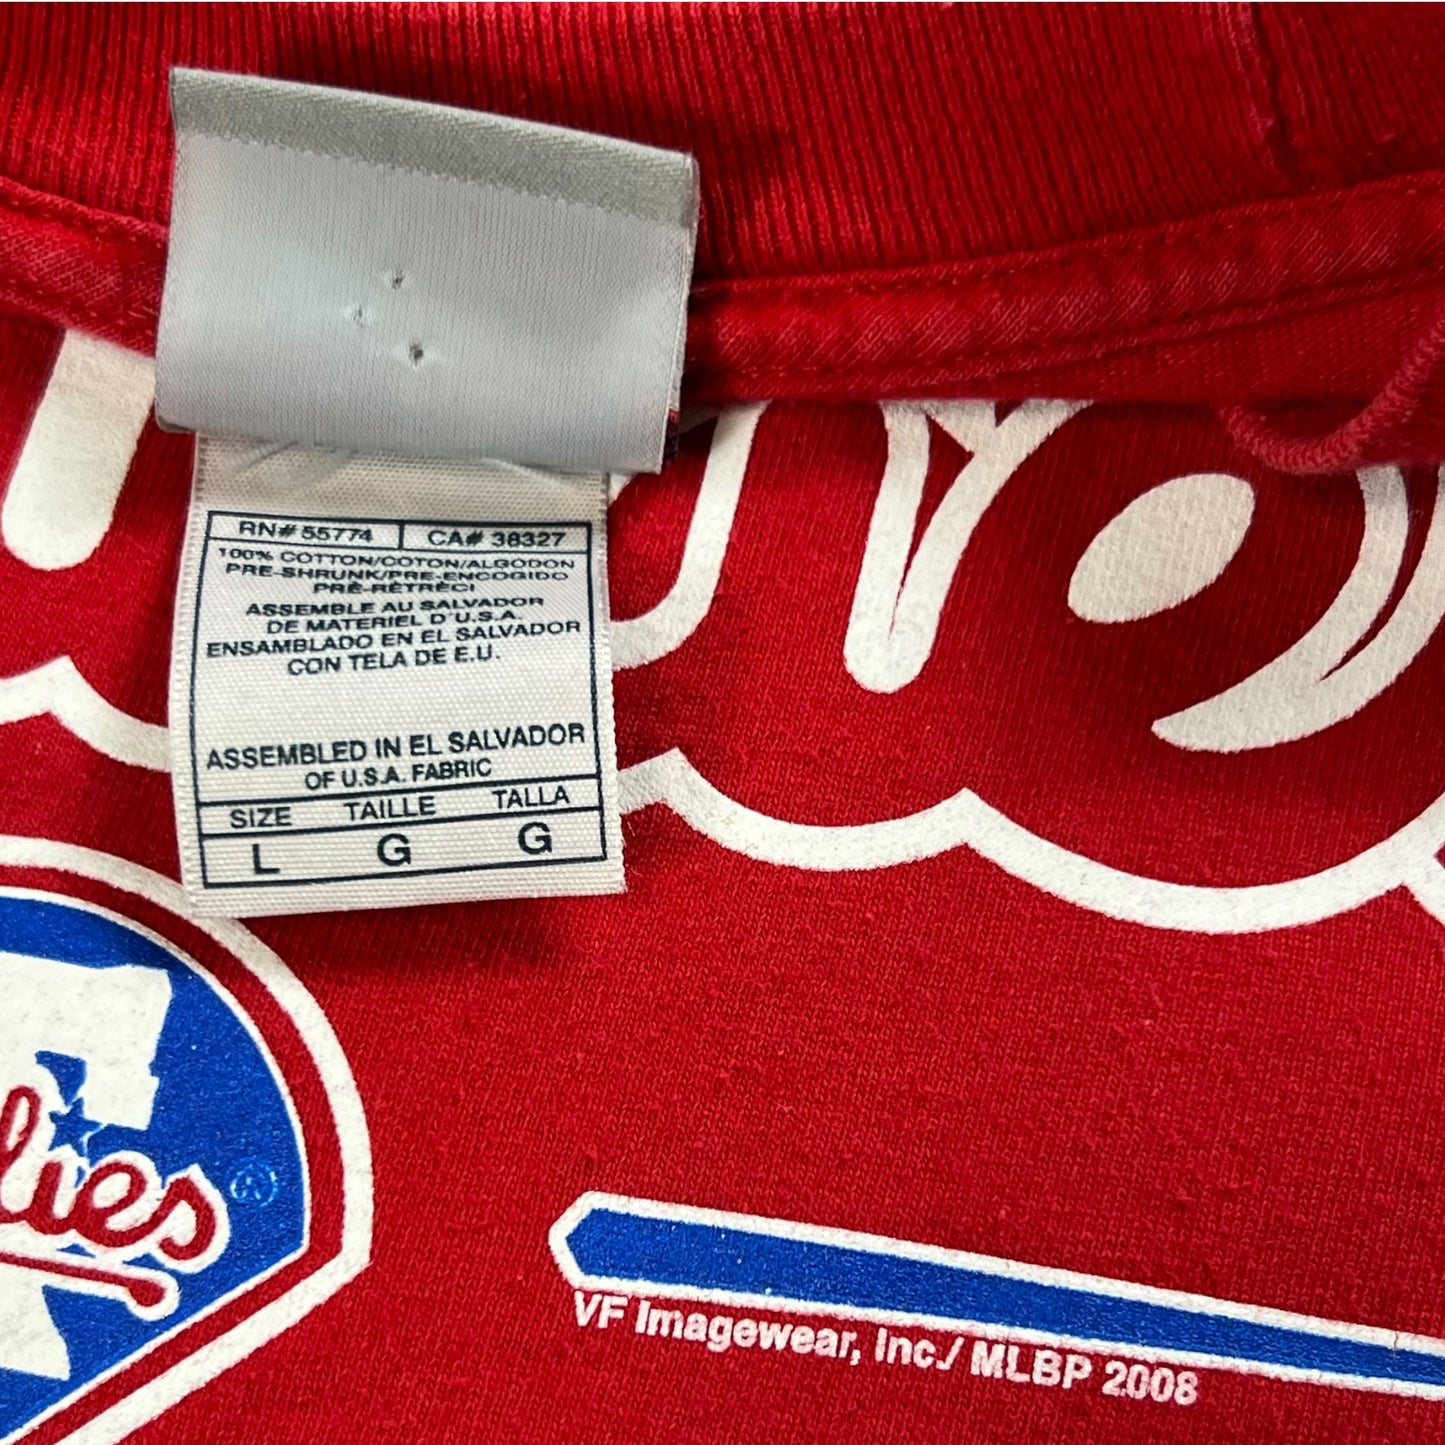 RN# 55774 CA# 38327
100% COTTON/COTON/ALGODON
PRE-SHRUNK/PRE-ENCOGIDO
PRÉ-RÉTRÉCI
ASSEMBLE AU SALVADOR
DE MATERIEL D'U.S.A.
ENSAMBLADO EN EL SALVADOR
CON TELA DE E.U.
ASSEMBLED IN EL SALVADOR
OF U.S.A. FABRIC
SIZE TAILLE TALLA
L G G
lies ®
VF Imagewear, Inc./ MLBP 2008